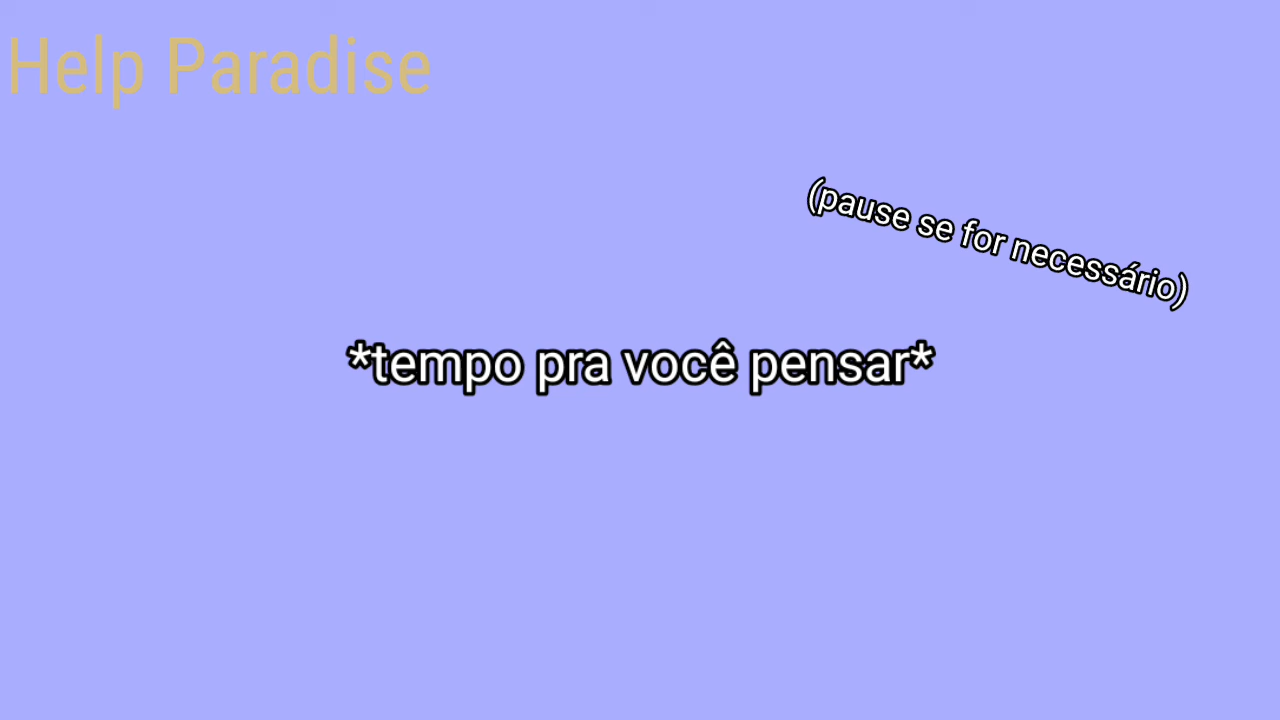 Help Paradise
(pause se for necessário)
*tempo pra você pensar*